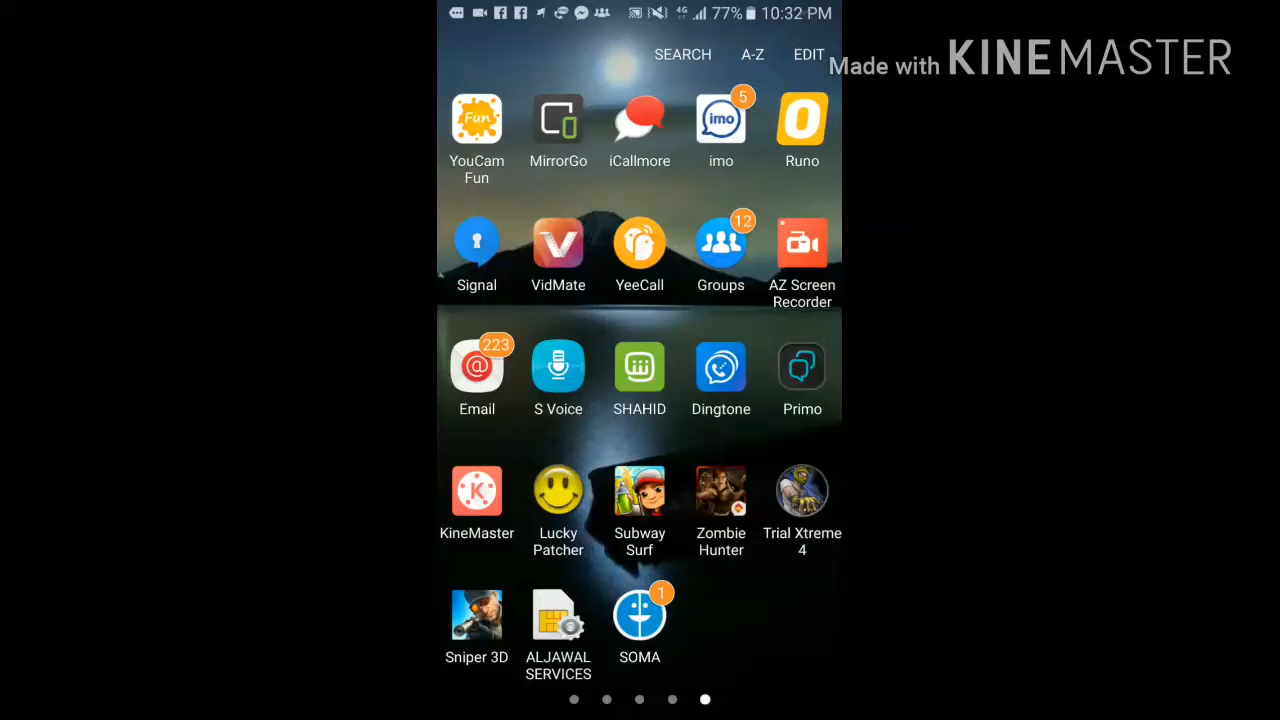 4G 77% 10:32 PM
SEARCH A-Z EDIT
Made with KINEMASTER
Fun imo 5 O
YouCam Fun
MirrorGo
iCallmore
imo
Runo
V 12
Signal
VidMate
YeeCall
Groups
AZ Screen Recorder
@ 223
Email
S Voice
SHAHID
Dingtone
Primo
K
KineMaster
Lucky Patcher
Subway Surf
Zombie Hunter
Trial Xtreme 4
1
Sniper 3D
ALJAWAL SERVICES
SOMA